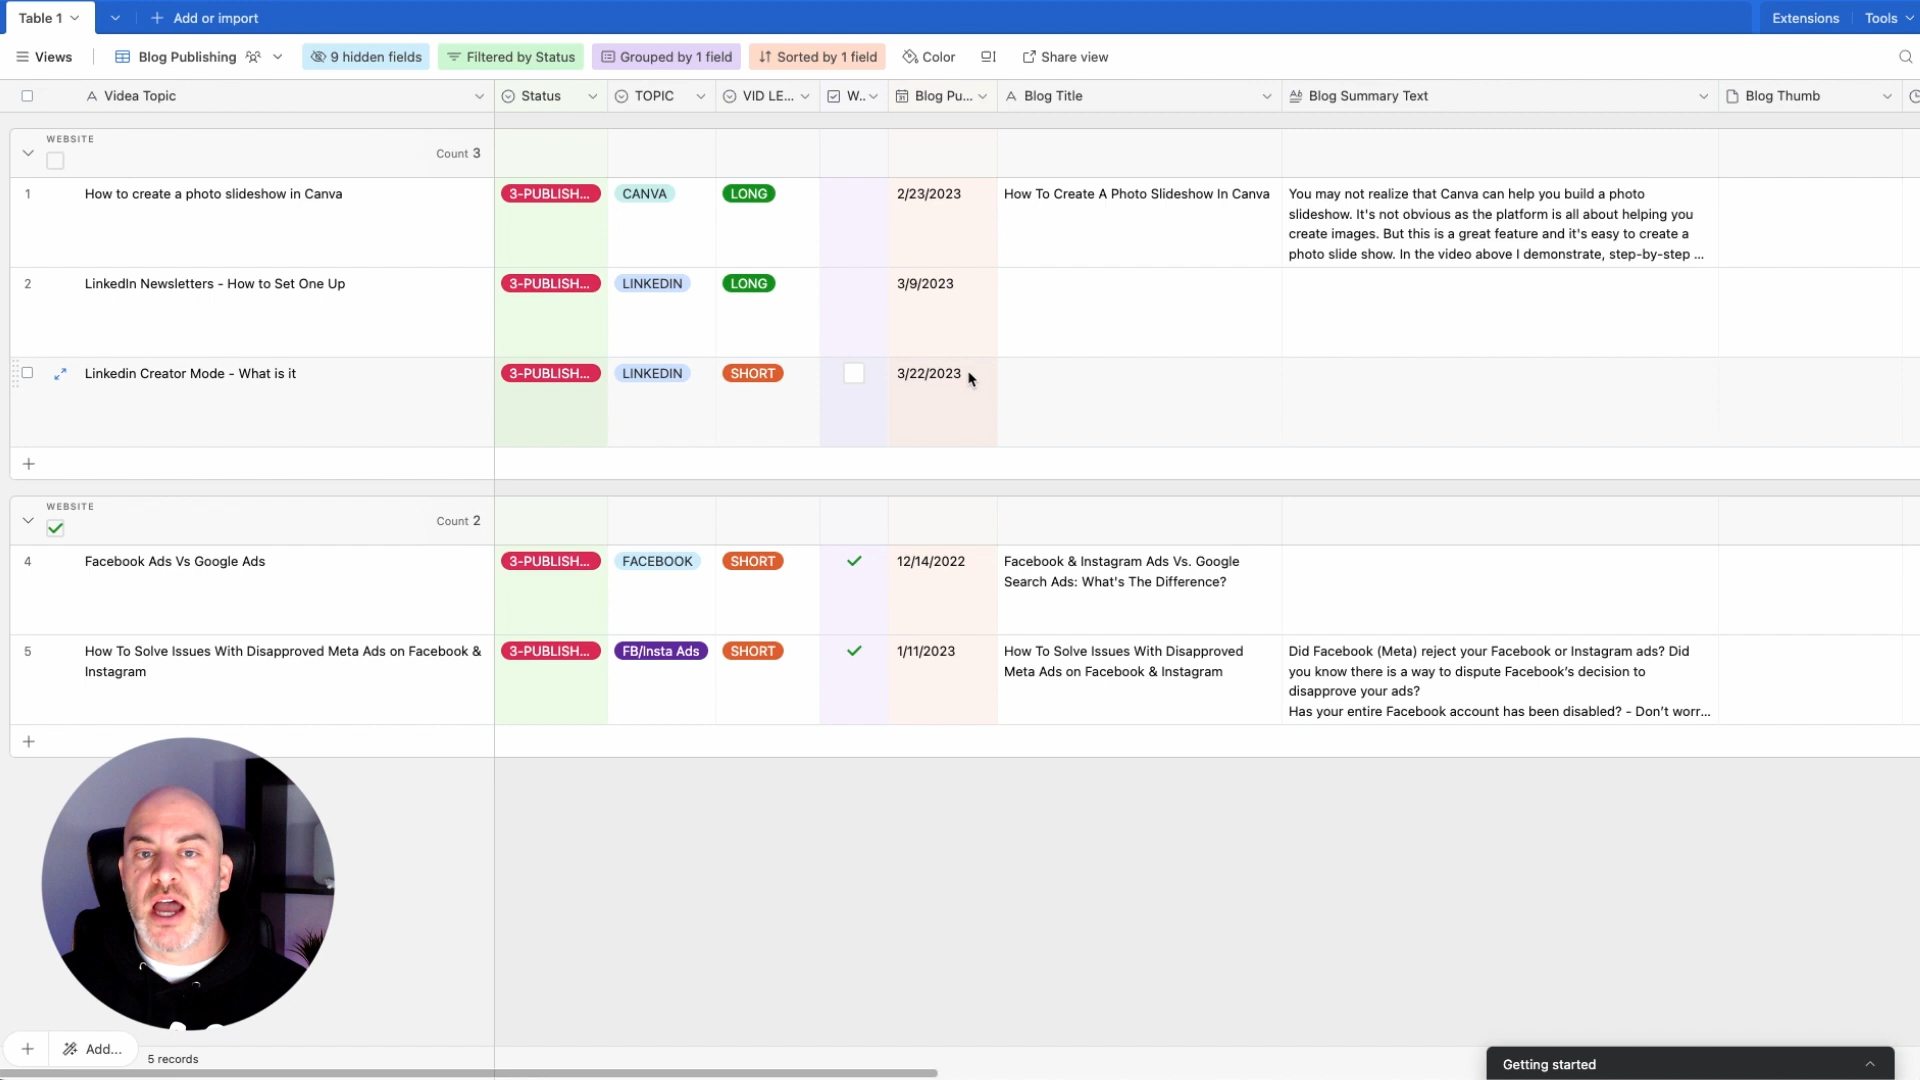 Table 1
Add or import
Extensions
Tools
Views
Blog Publishing
9 hidden fields
Filtered by Status
Grouped by 1 field
Sorted by 1 field
Color
Share view
Videa Topic
Status
TOPIC
VID LE...
W..
Blog Pu...
Blog Title
Blog Summary Text
Blog Thumb
WEBSITE
Count 3
1
How to create a photo slideshow in Canva
3-PUBLISH...
CANVA
LONG
2/23/2023
How To Create A Photo Slideshow In Canva
You may not realize that Canva can help you build a photo
slideshow. It's not obvious as the platform is all about helping you
create images. But this is a great feature and it's easy to create a
photo slide show. In the video above I demonstrate, step-by-step ...
2
LinkedIn Newsletters - How to Set One Up
3-PUBLISH...
LINKEDIN
LONG
3/9/2023
Linkedin Creator Mode - What is it
3-PUBLISH...
LINKEDIN
SHORT
3/22/2023
WEBSITE
Count 2
4
Facebook Ads Vs Google Ads
3-PUBLISH...
FACEBOOK
SHORT
12/14/2022
Facebook & Instagram Ads Vs. Google
Search Ads: What's The Difference?
5
How To Solve Issues With Disapproved Meta Ads on Facebook &
Instagram
3-PUBLISH...
FB/Insta Ads
SHORT
1/11/2023
How To Solve Issues With Disapproved
Meta Ads on Facebook & Instagram
Did Facebook (Meta) reject your Facebook or Instagram ads? Did
you know there is a way to dispute Facebook's decision to
disapprove your ads?
Has your entire Facebook account has been disabled? - Don't worr...
Add...
5 records
Getting started